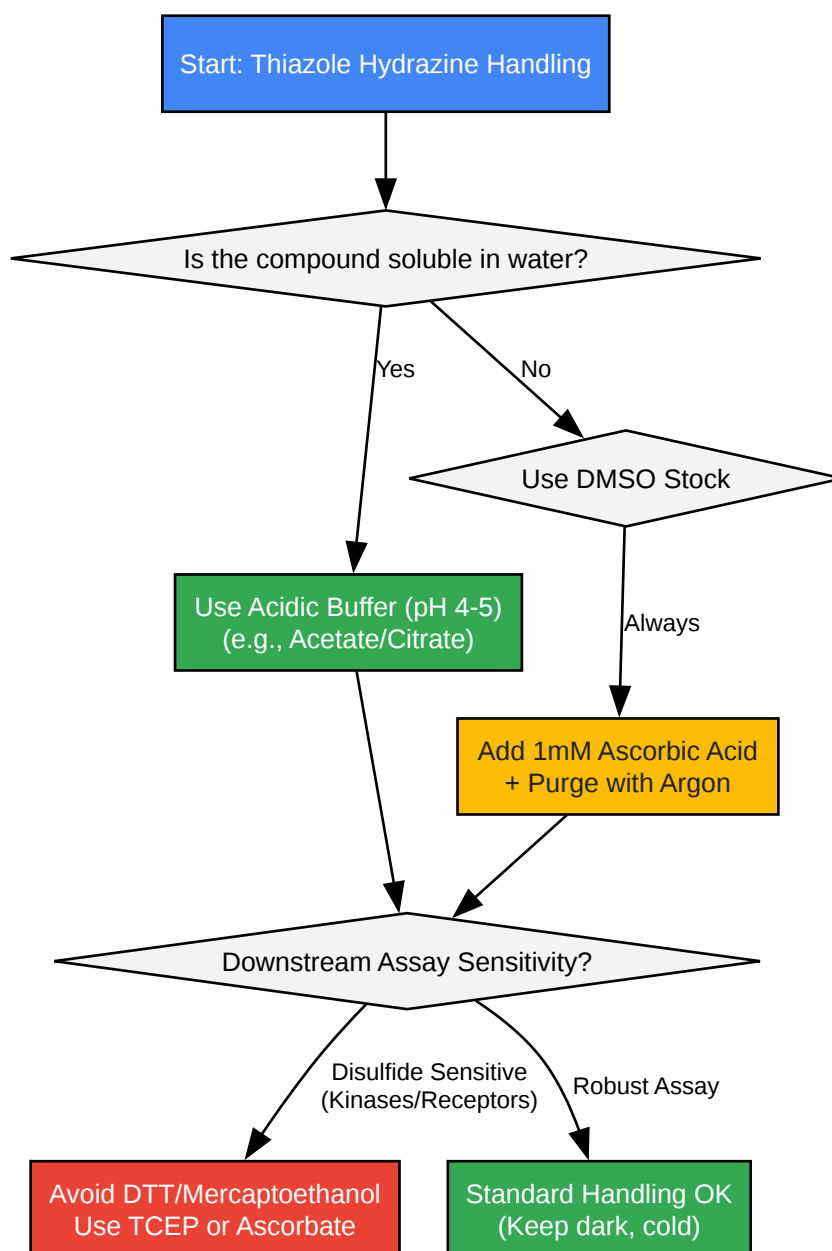 Start: Thiazole Hydrazine Handling
Is the compound soluble in water?
Yes
No
Use DMSO Stock
Use Acidic Buffer (pH 4-5)
(e.g., Acetate/Citrate)
Always
Add 1mM Ascorbic Acid
+ Purge with Argon
Downstream Assay Sensitivity?
Disulfide Sensitive
(Kinases/Receptors)
Robust Assay
Avoid DTT/Mercaptoethanol
Use TCEP or Ascorbate
Standard Handling OK
(Keep dark, cold)